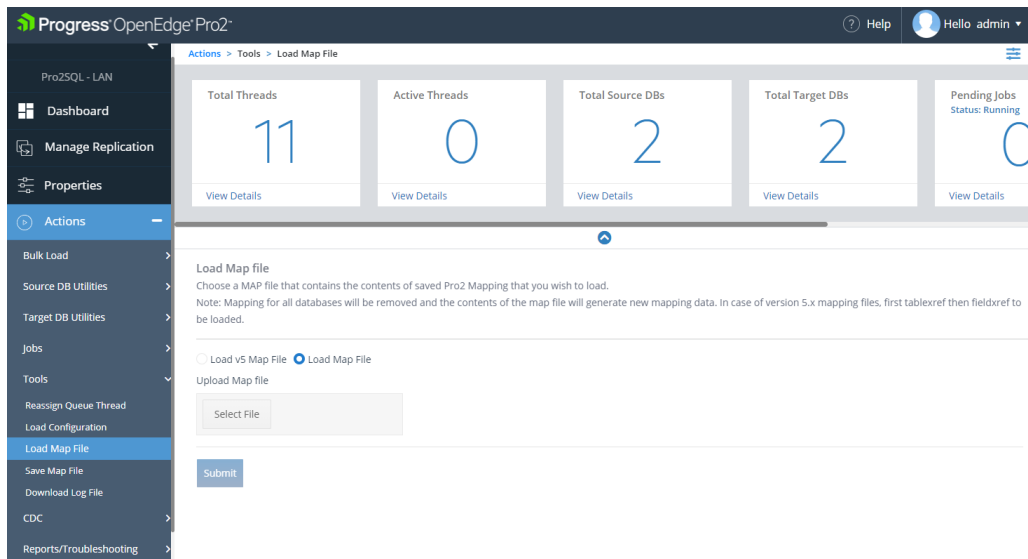 Progress® OpenEdge® Pro2™
Help
Hello admin
Pro2SQL - LAN
Dashboard
Manage Replication
Properties
Actions
Bulk Load
Source DB Utilities
Target DB Utilities
Jobs
Tools
Reassign Queue Thread
Load Configuration
Load Map File
Save Map File
Download Log File
CDC
Reports/Troubleshooting
Actions > Tools > Load Map File
Total Threads
11
View Details
Active Threads
0
View Details
Total Source DBs
2
View Details
Total Target DBs
2
View Details
Pending Jobs
Status: Running
0
View Details
Load Map file
Choose a MAP file that contains the contents of saved Pro2 Mapping that you wish to load.
Note: Mapping for all databases will be removed and the contents of the map file will generate new mapping data. In case of version 5.x mapping files, first tablexref then fieldxref to
be loaded.
Load v5 Map File Load Map File
Upload Map file
Select File
Submit